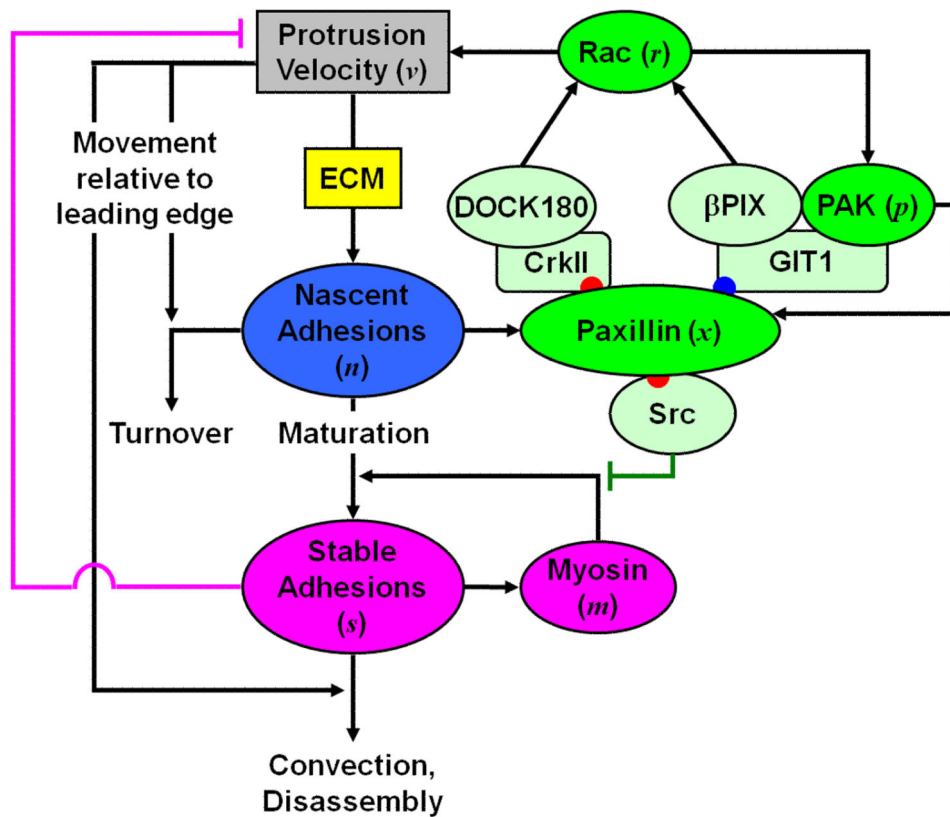 Protrusion
Velocity (v)
Rac (r)
Movement
relative to
leading edge
ECM
DOCK180
βPIX
PAK (p)
CrkII
GIT1
Nascent
Adhesions
(n)
Paxillin (x)
Src
Turnover
Maturation
Stable
Adhesions
(s)
Myosin
(m)
Convection,
Disassembly